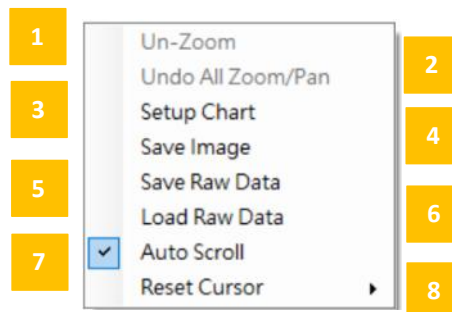 1
Un-Zoom
2
Undo All Zoom/Pan
3
Setup Chart
4
Save Image
5
Save Raw Data
6
Load Raw Data
7
Auto Scroll
8
Reset Cursor